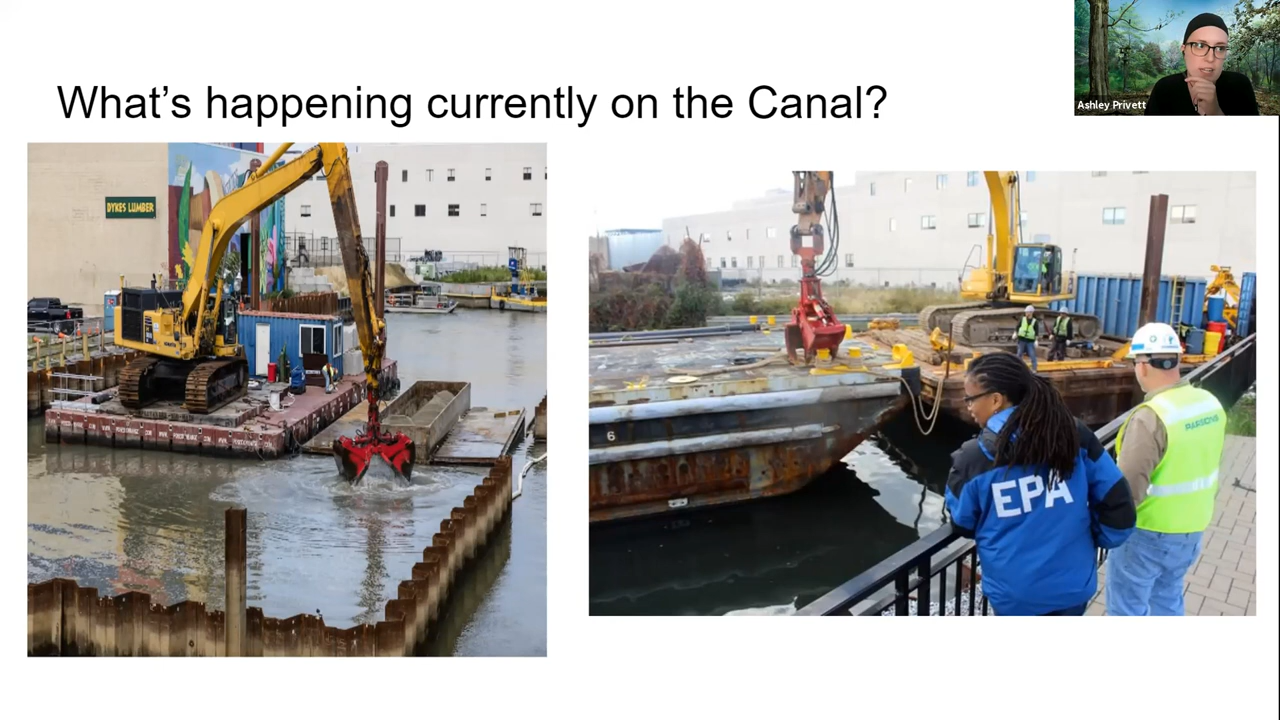 Ashley Privett
What's happening currently on the Canal?
DYKES LUMBER
6
EPA
PARSONS